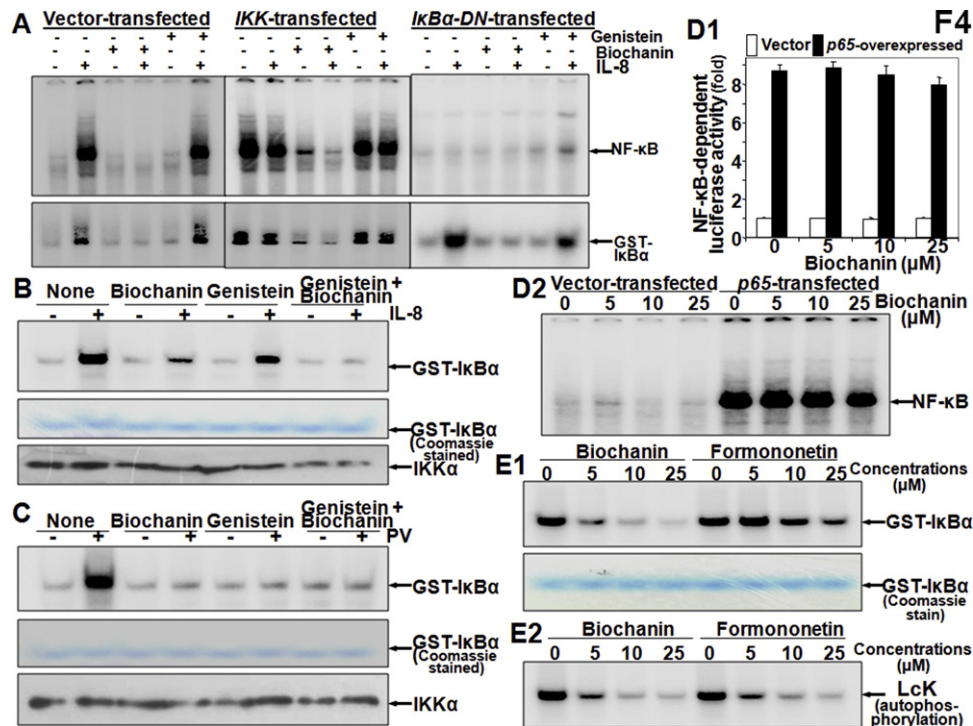 F4
A
Vector-transfected IKK-transfected IκBα-DN-transfected
- - - - + + - - - - + + - - - - + + Genistein
- - + + - - - - + + - - - - + + - - Biochanin
- + - + - + - + - + - + - + - + - + IL-8
NF-κB
GST-
IκBα
B
None Biochanin Genistein Genistein +
Biochanin
- + - + - + - + IL-8
GST-IκBα
GST-IκBα
(Coomassie
stained)
IKKα
C
None Biochanin Genistein Genistein +
Biochanin
- + - + - + - + PV
GST-IκBα
GST-IκBα
(Coomassie
stained)
IKKα
D1
Vector p65-overexpressed
NF-κB-dependent
luciferase activity (fold)
8
6
4
2
0
0 5 10 25
Biochanin (μM)
D2
Vector-transfected p65-transfected
0 5 10 25 0 5 10 25 Biochanin
(μM)
NF-κB
E1
Biochanin Formononetin
0 5 10 25 0 5 10 25 Concentrations
(μM)
GST-IκBα
GST-IκBα
(Coomassie
stain)
E2
Biochanin Formononetin
0 5 10 25 0 5 10 25 Concentrations
(μM)
LcK
(autophos-
phorylation)